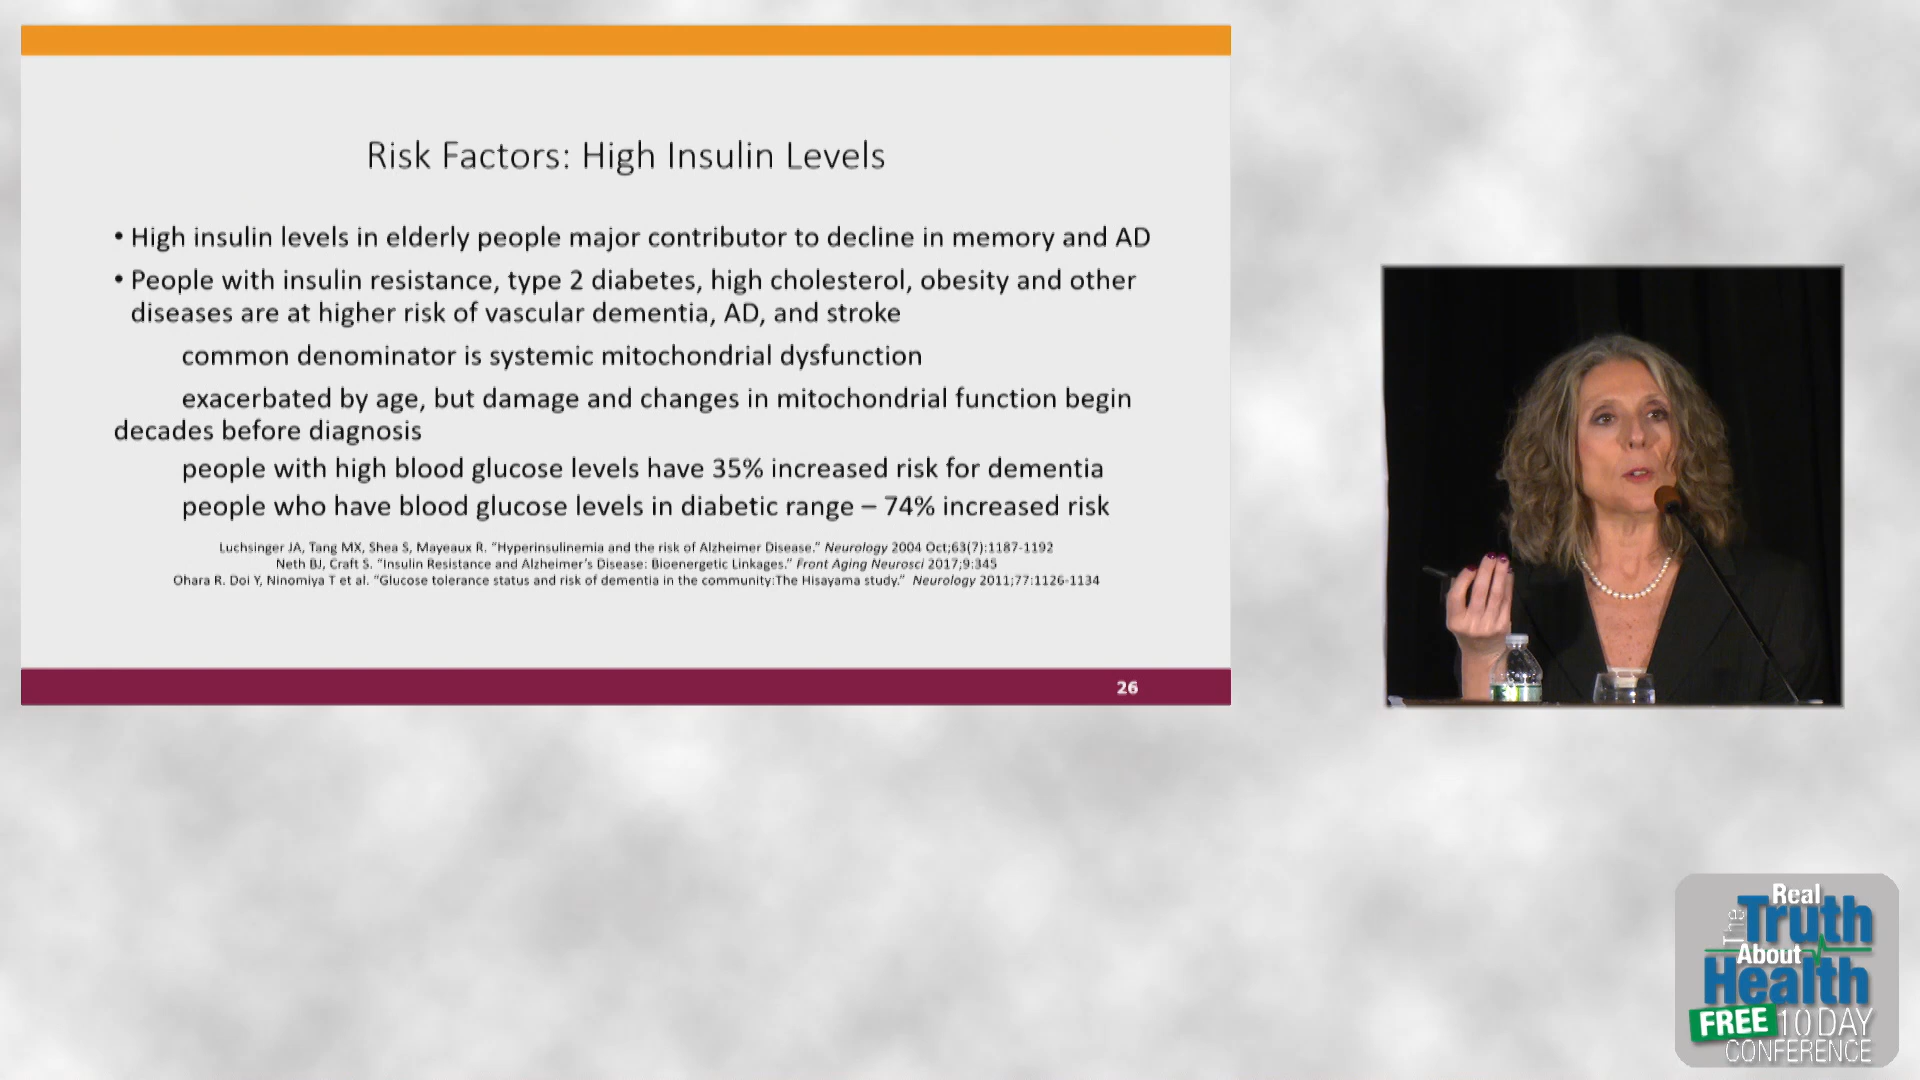 Risk Factors: High Insulin Levels
• High insulin levels in elderly people major contributor to decline in memory and AD
• People with insulin resistance, type 2 diabetes, high cholesterol, obesity and other
diseases are at higher risk of vascular dementia, AD, and stroke
common denominator is systemic mitochondrial dysfunction
exacerbated by age, but damage and changes in mitochondrial function begin
decades before diagnosis
people with high blood glucose levels have 35% increased risk for dementia
people who have blood glucose levels in diabetic range – 74% increased risk
Luchsinger JA, Tang MX, Shea S, Mayeaux R. "Hyperinsulinemia and the risk of Alzheimer Disease." Neurology 2004 Oct;63(7):1187-1192
Neth BJ, Craft S. "Insulin Resistance and Alzheimer's Disease: Bioenergetic Linkages." Front Aging Neurosci 2017;9:345
Ohara R. Doi Y, Ninomiya T et al. "Glucose tolerance status and risk of dementia in the community:The Hisayama study." Neurology 2011;77:1126-1134
26
The Real
Truth
About
Health
FREE 10 DAY
CONFERENCE